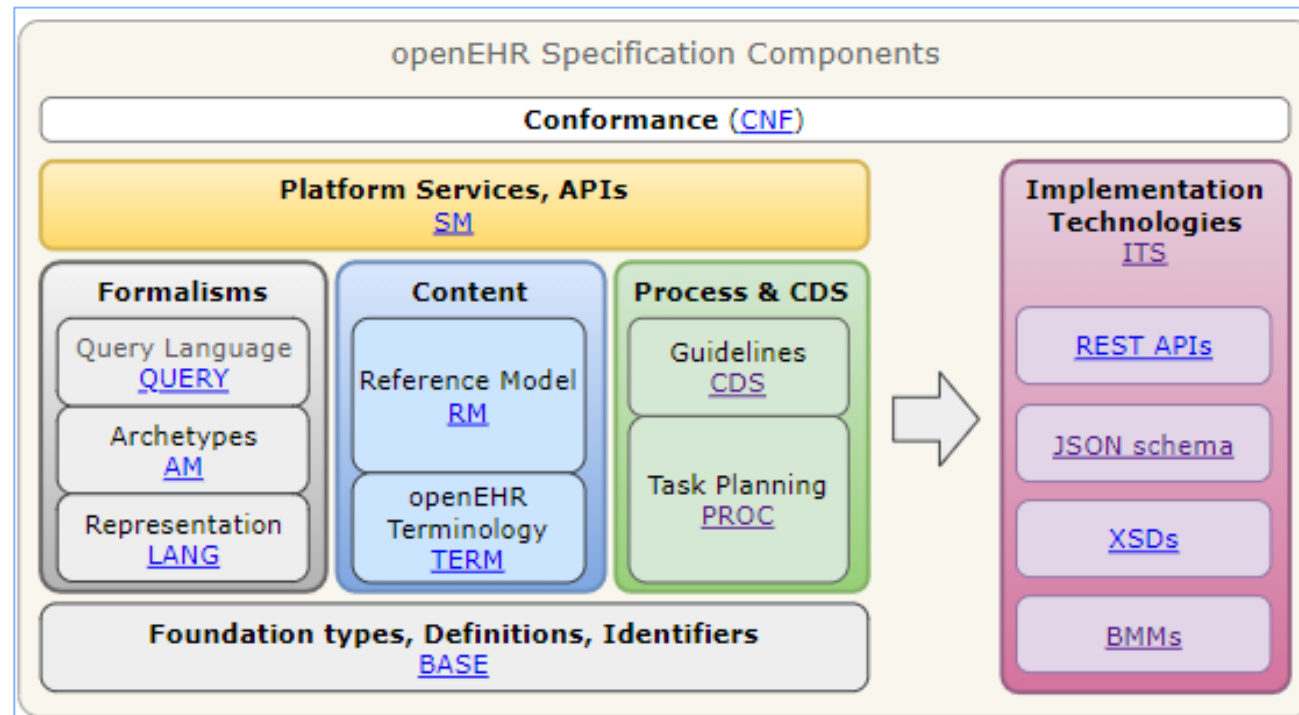 openEHR Specification Components
Conformance (CNF)
Platform Services, APIs
SM
Formalisms
Query Language
QUERY
Archetypes
AM
Representation
LANG
Content
Reference Model
RM
openEHR
Terminology
TERM
Process & CDS
Guidelines
CDS
Task Planning
PROC
Foundation types, Definitions, Identifiers
BASE
Implementation
Technologies
ITS
REST APIs
JSON schema
XSDs
BMMs